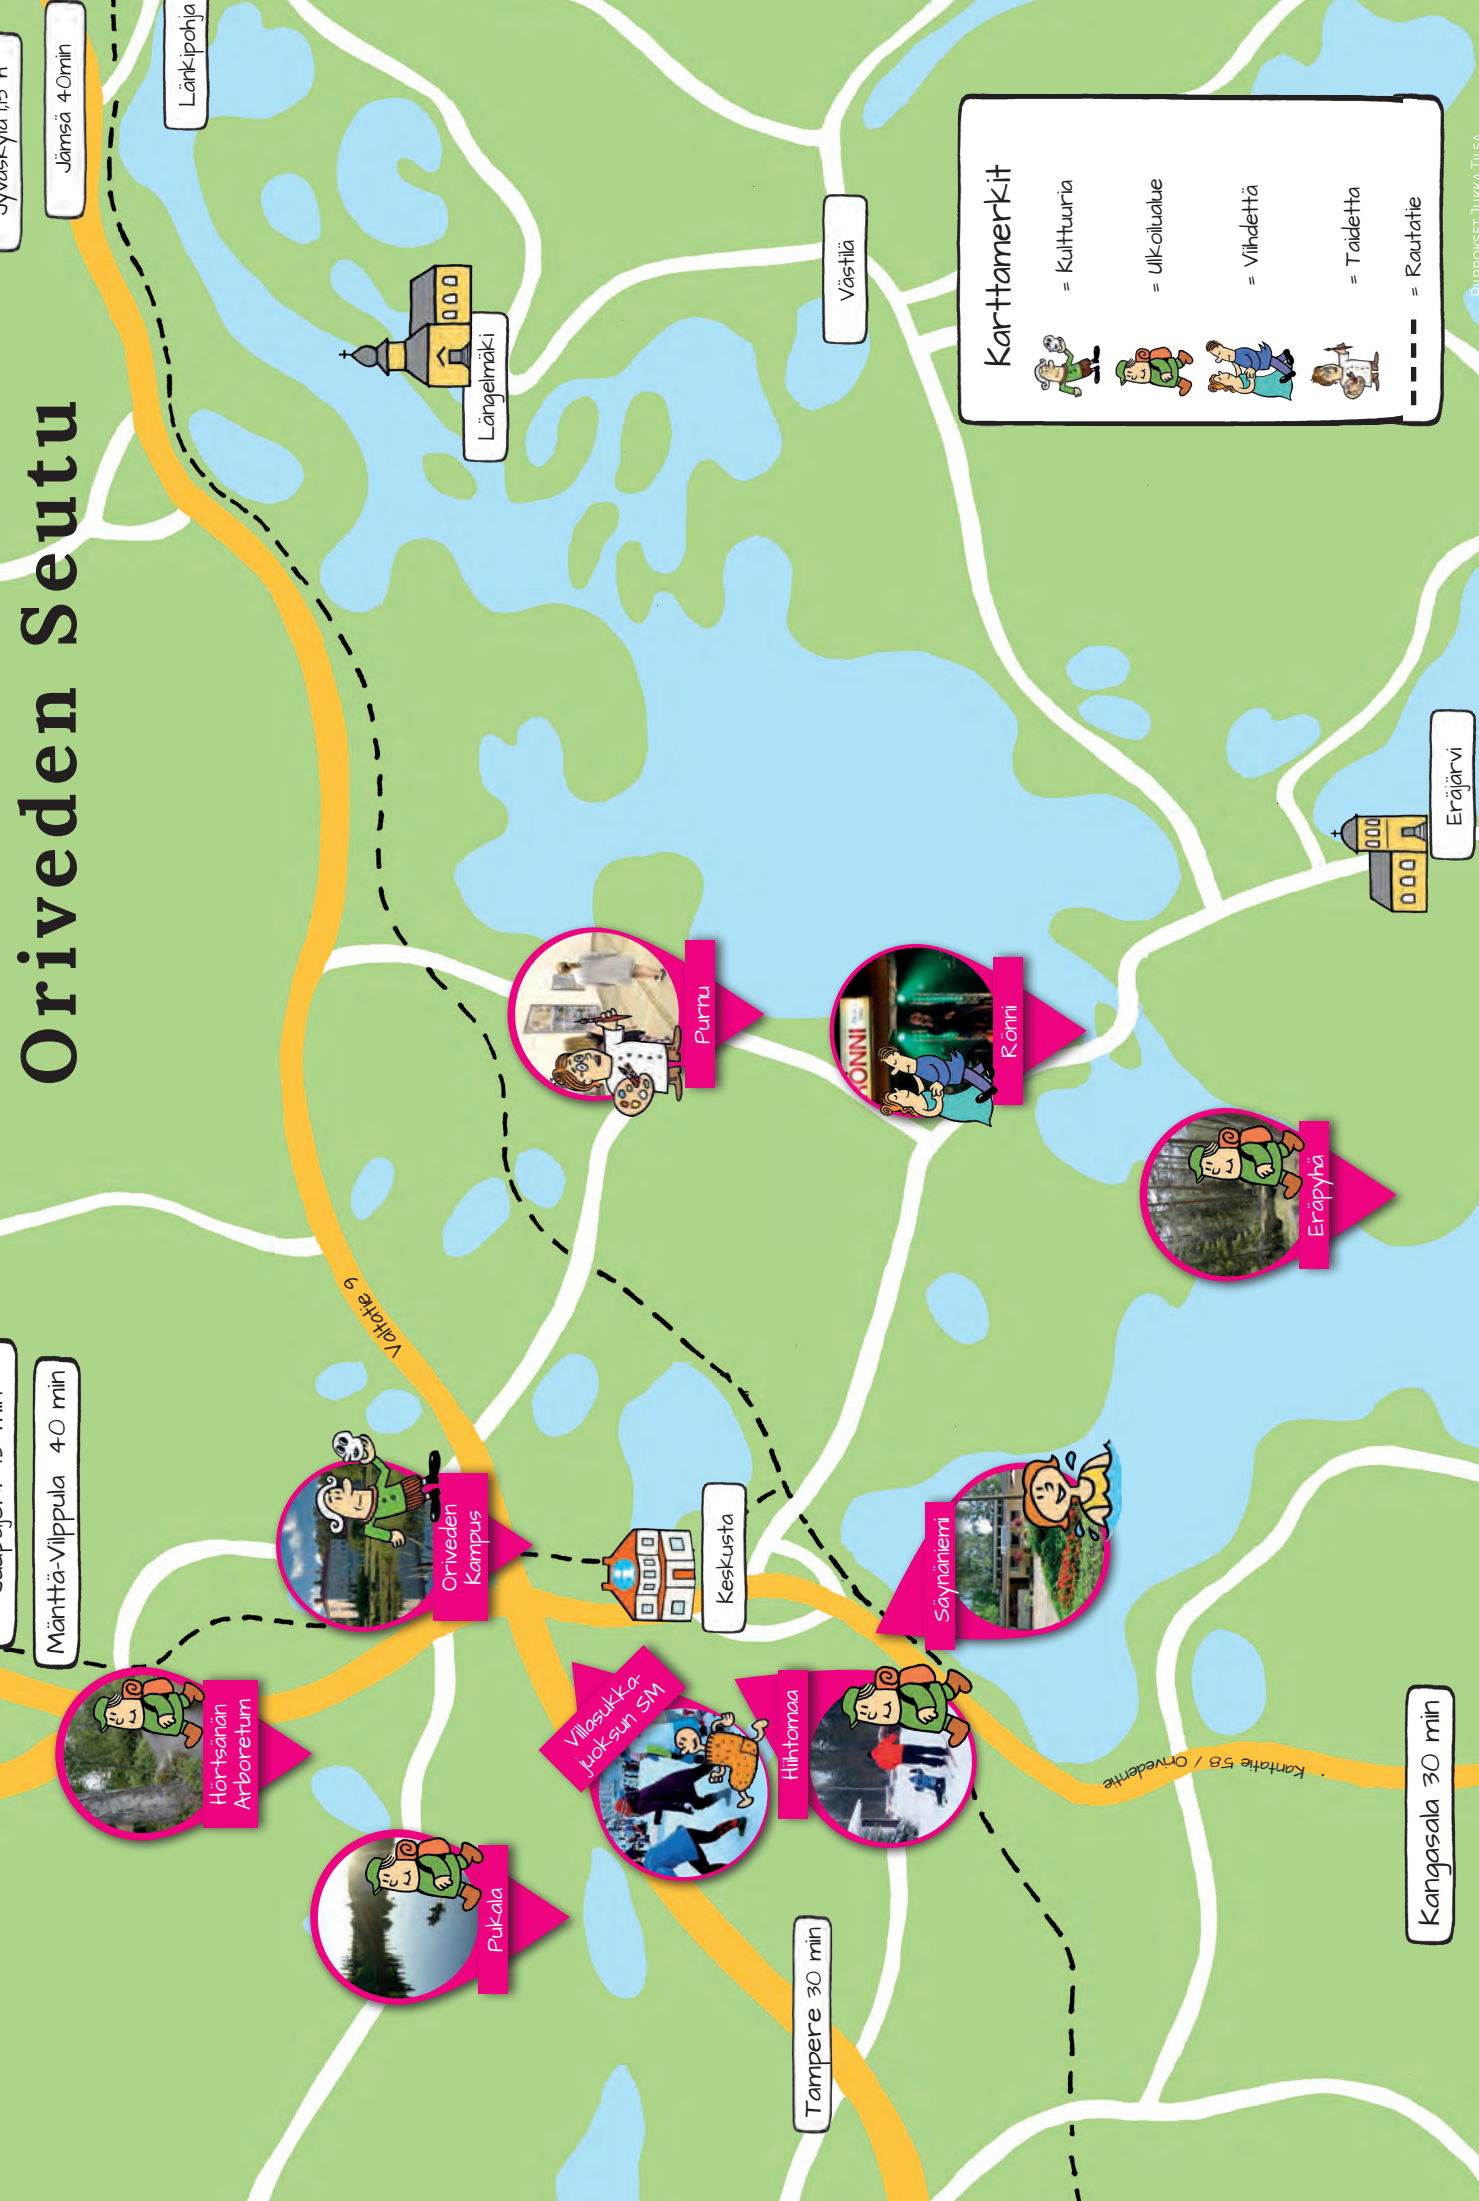 Oriveden Seutu
Jämsä 40min
Länkipohja
Längelmäki
Västilä
Karttamerkit
= Kulttuuria
= Ulkoilualue
= Viihdettä
= Taidetta
= Rautatie
Eräjärvi
Purnu
RÖNNI
Rönni
Eräpyhä
Valtatie 9
Mänttä-Vilppula 40 min
Oriveden
Kampus
Keskusta
Säynäniemi
Hörtsänän
Arboretum
Pukala
Villasukka-
juoksun SM
Hiihtomaa
Kantatie 58 / Orivedentie
Tampere 30 min
Kangasala 30 min